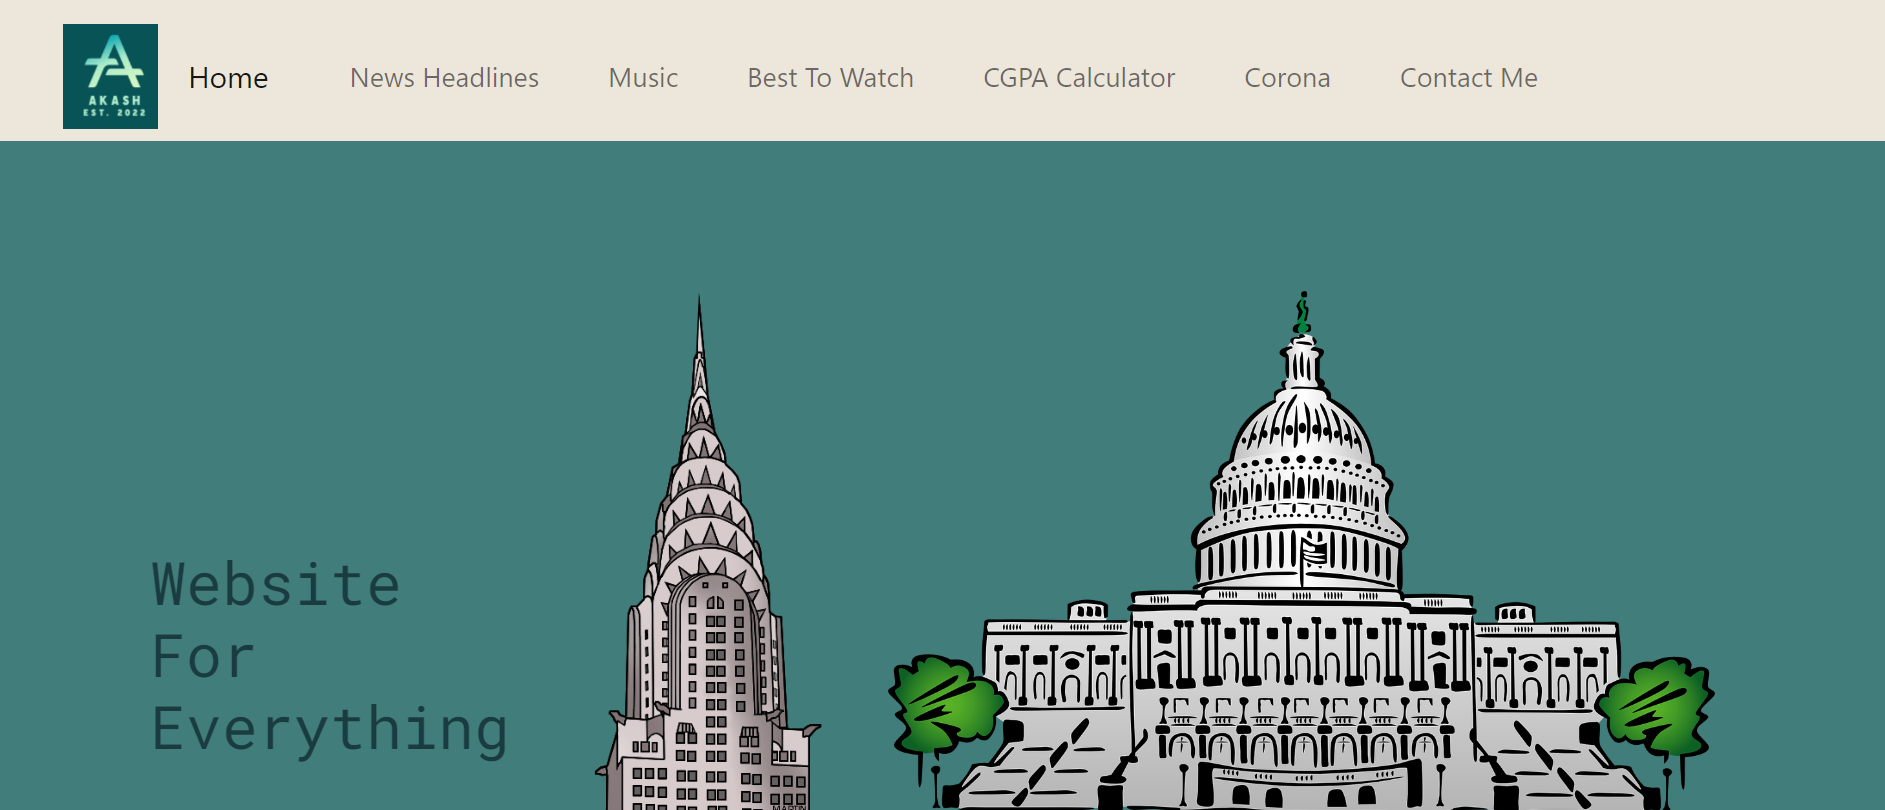 AKASH
EST. 2022
Home News Headlines Music Best To Watch CGPA Calculator Corona Contact Me
Website
For
Everything